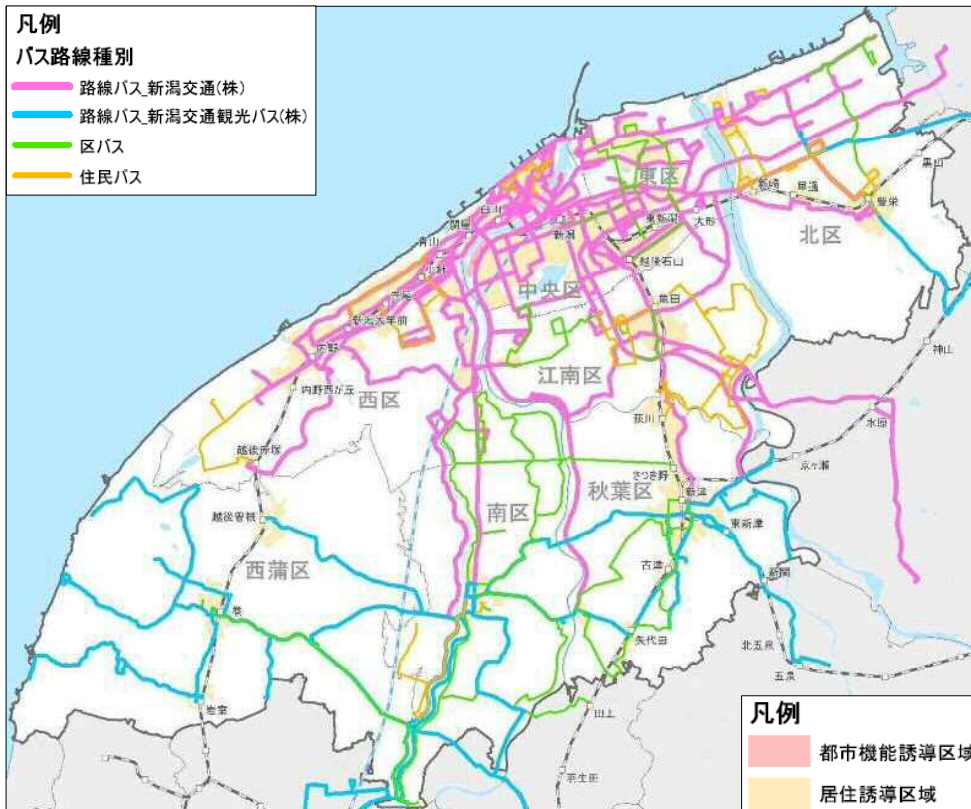 凡例
バス路線種別
路線バス_新潟交通(株)
路線バス_新潟交通観光バス(株)
区バス
住民バス
黒山
東区
新崎
早通
豊栄
白山
関屋
新潟
東新潟
大形
北区
青山
小針
越後石山
中央区
寺尾
亀田
新潟大学前
内野
神山
江南区
内野西が丘
西区
荻川
水原
越後赤塚
京ヶ瀬
さつき野
秋葉区
新津
南区
越後曽根
東新津
西蒲区
古津
新関
巻
矢代田
北五泉
五泉
岩室
田上
羽生田
凡例
都市機能誘導区域
居住誘導区域